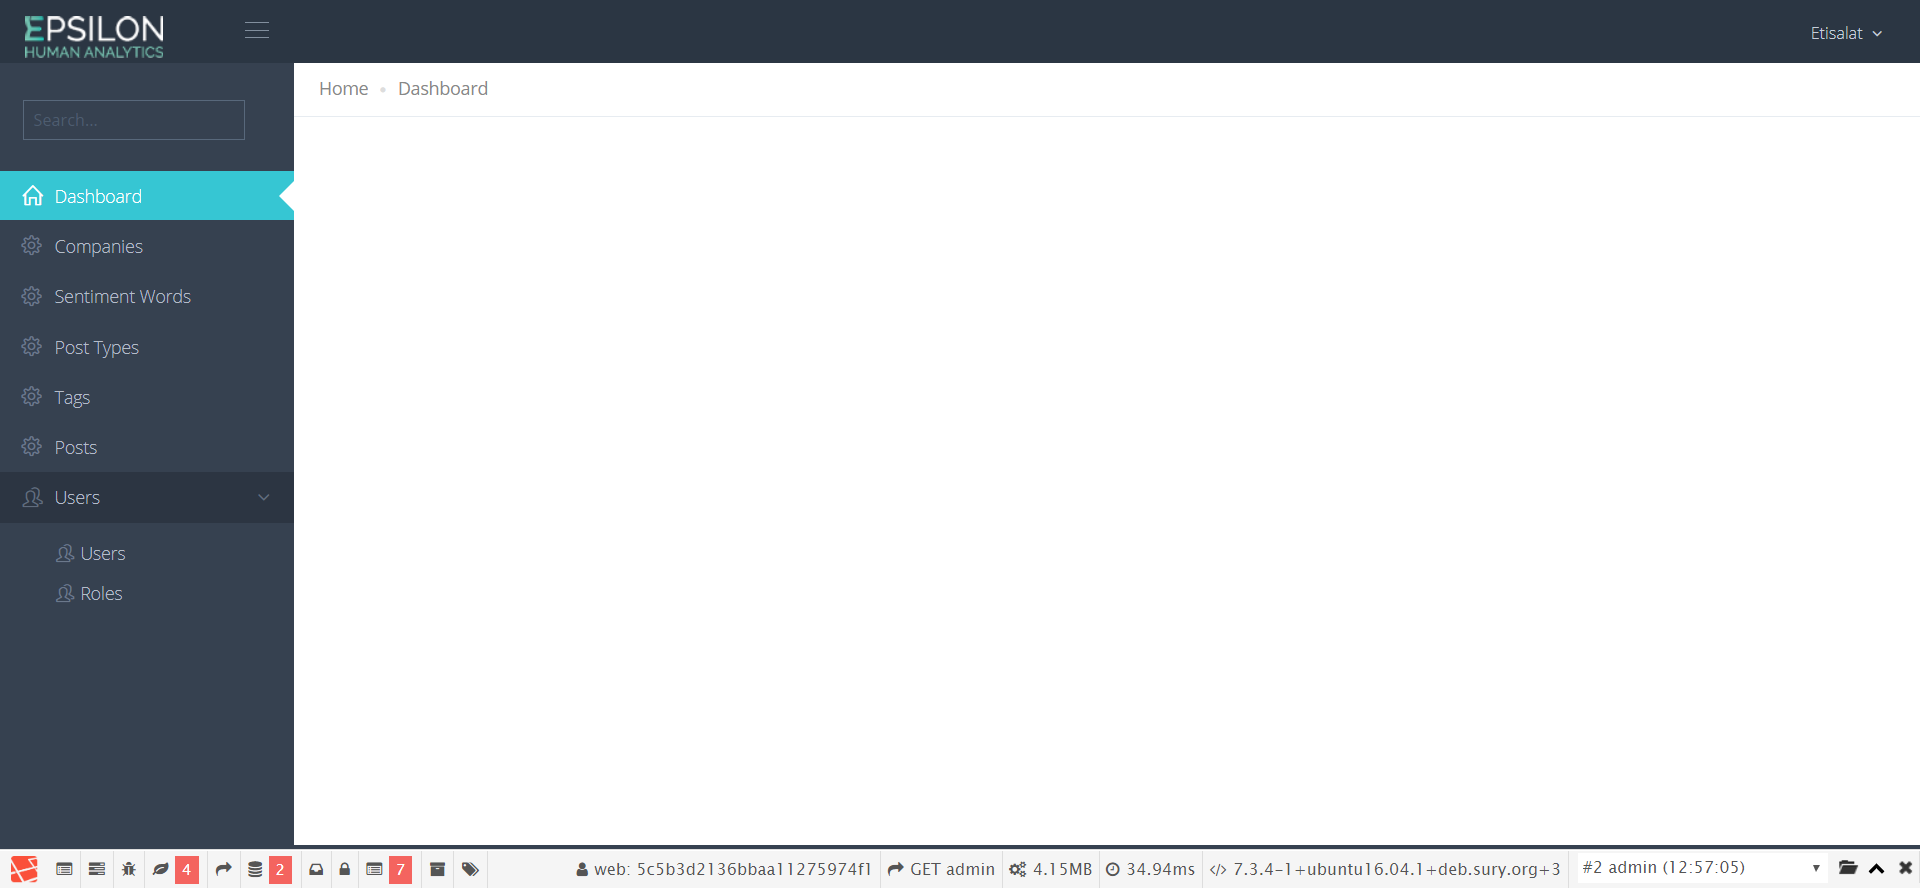 EPSILON
HUMAN ANALYTICS
Etisalat
Home • Dashboard
Search...
Dashboard
Companies
Sentiment Words
Post Types
Tags
Posts
Users
Users
Roles
4 2 7 web: 5c5b3d2136bbaa11275974f1 GET admin 4.15MB 34.94ms </> 7.3.4-1+ubuntu16.04.1+deb.sury.org+3 #2 admin (12:57:05)